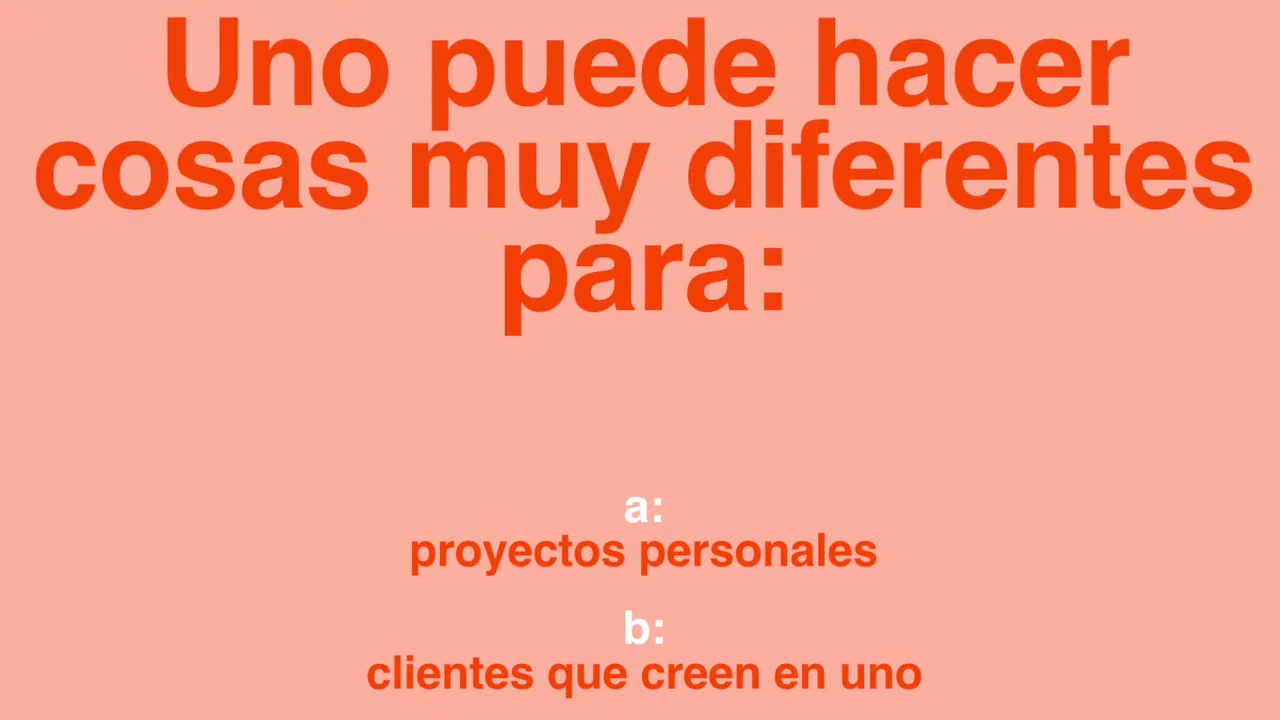 Uno puede hacer
cosas muy diferentes
para:
a:
proyectos personales
b:
clientes que creen en uno